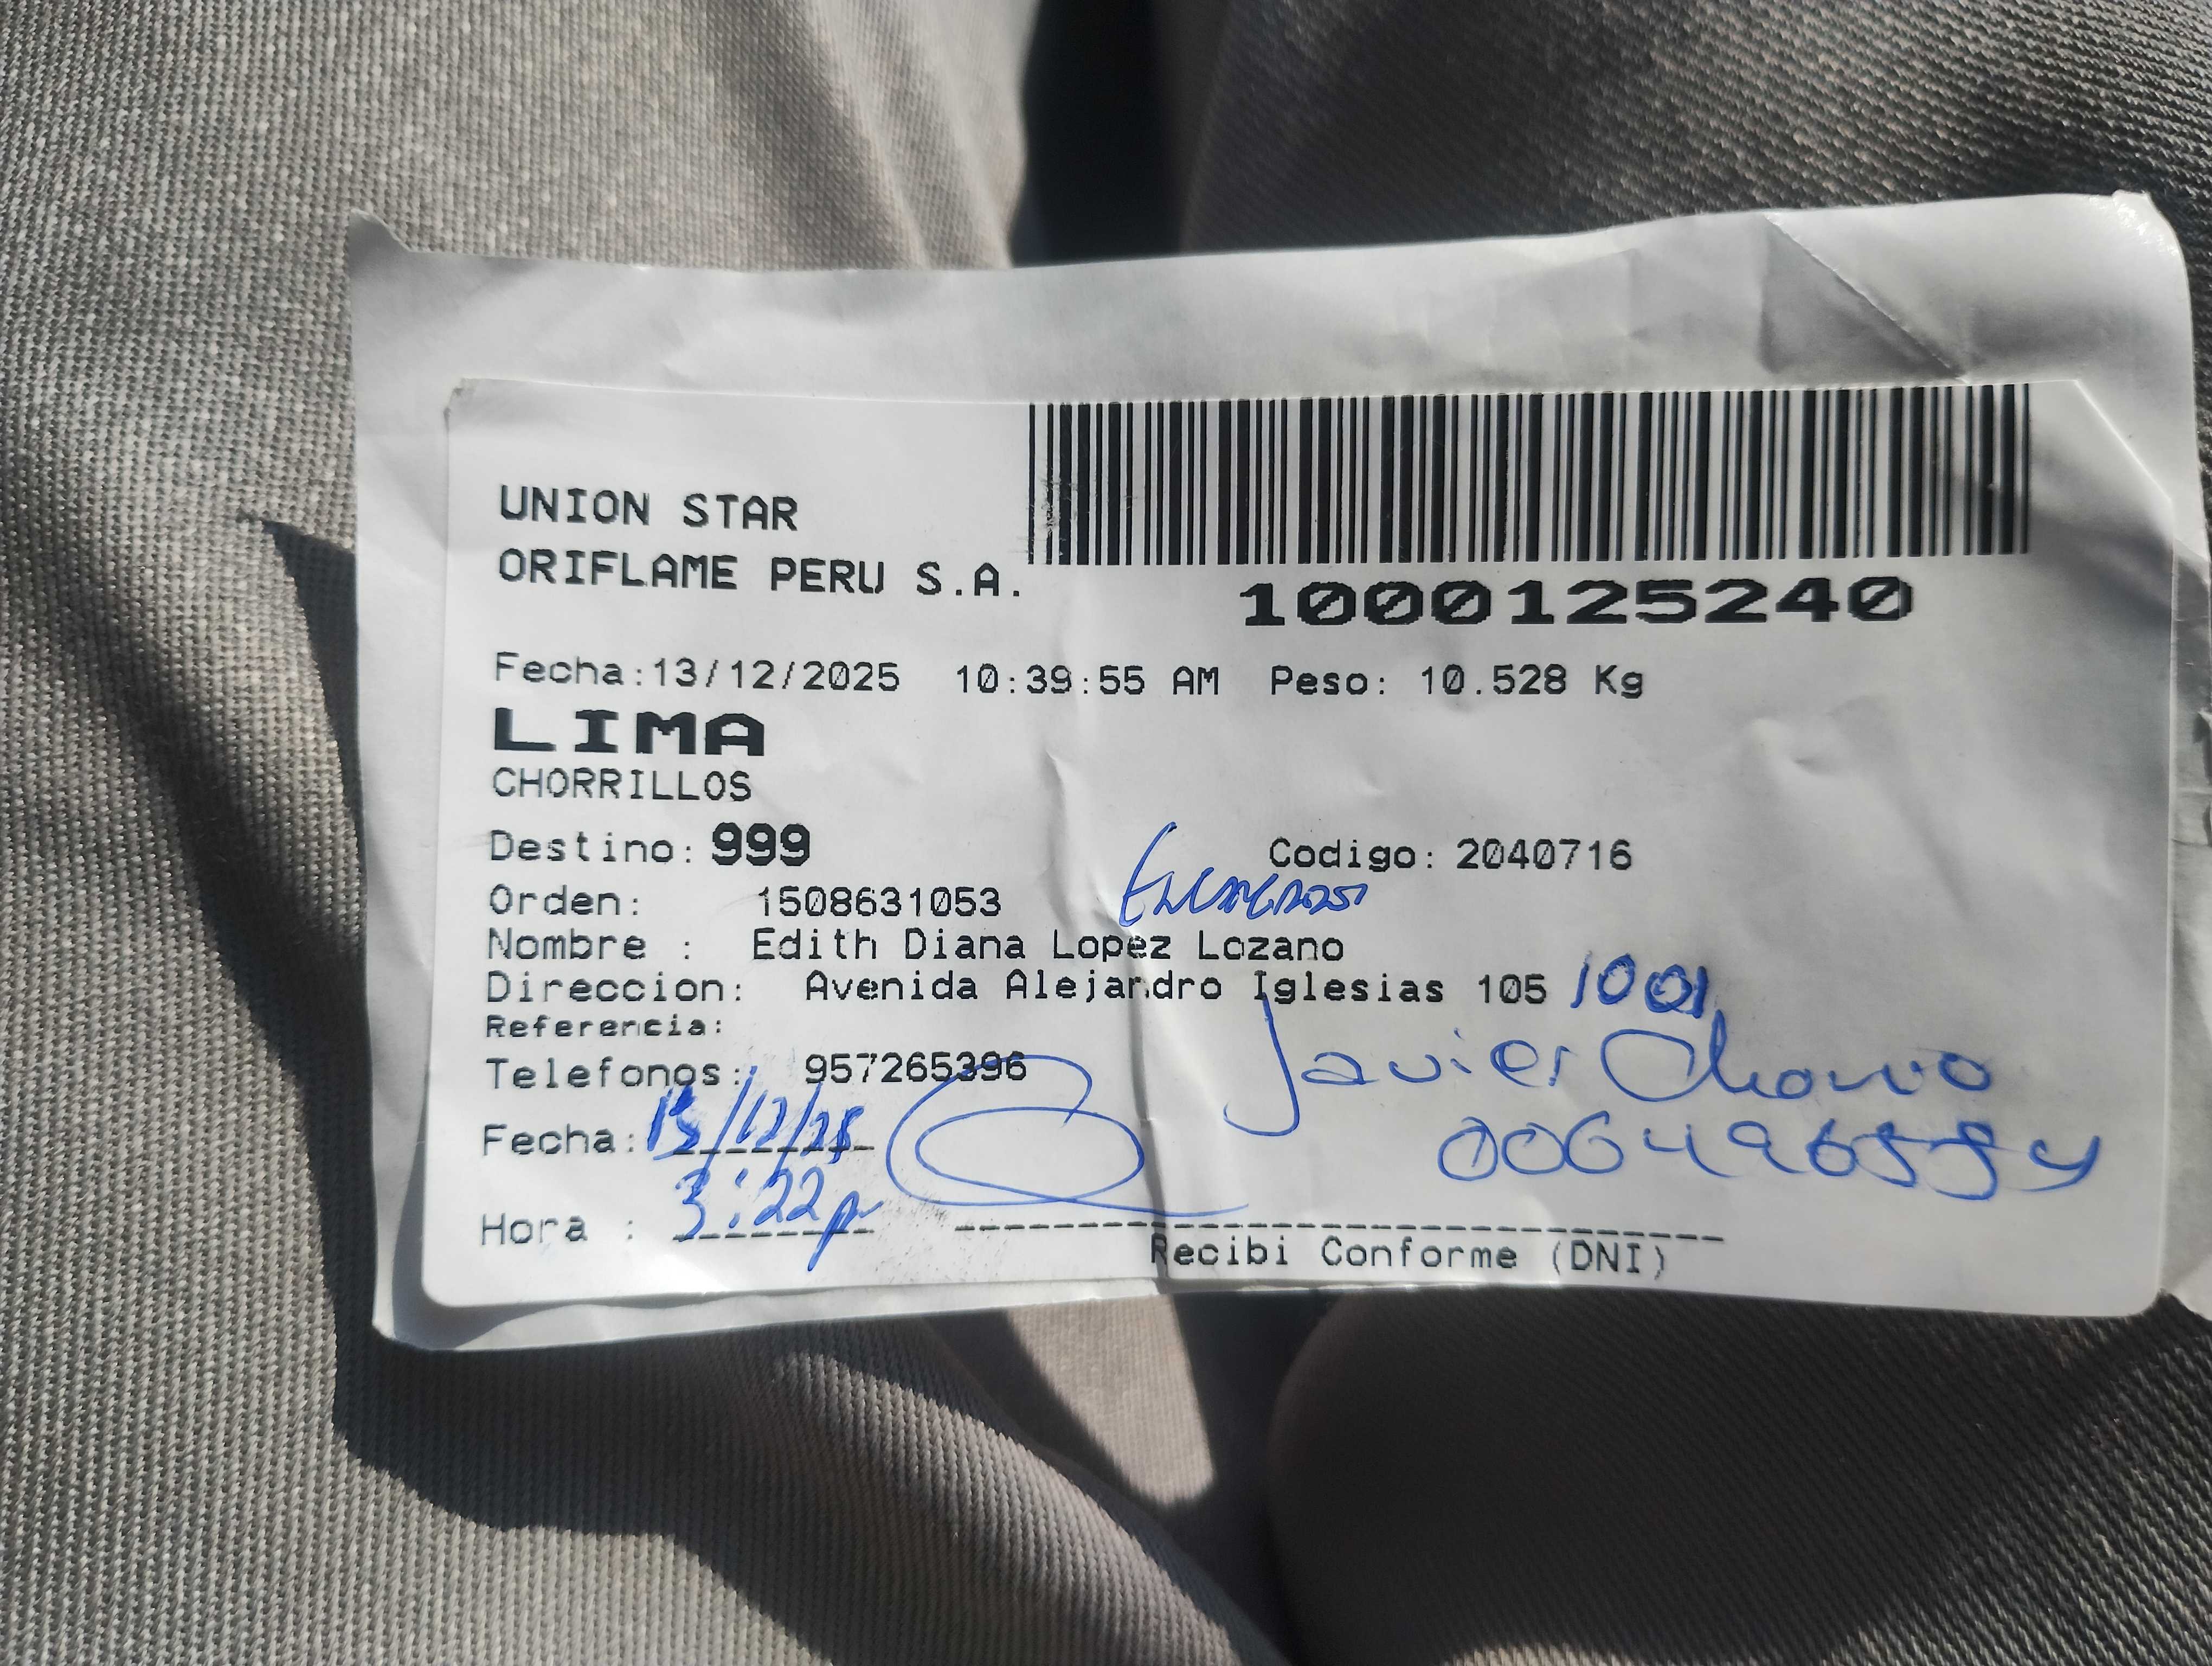 UNION STAR
ORIFLAME PERU S.A.
1000125240
Fecha:13/12/2025 10:39:55 AM Peso: 10.528 Kg
LIMA
CHORRILLOS
Destino: 999 Codigo: 2040716
Orden: 1508631053
Nombre : Edith Diana Lopez Lozano
Direccion: Avenida Alejandro Iglesias 105 1001
Referencia:
Telefonos: 957265396
Javier
Fecha: 15/12/25
Hora : 3:22p
Recibi Conforme (DNI)